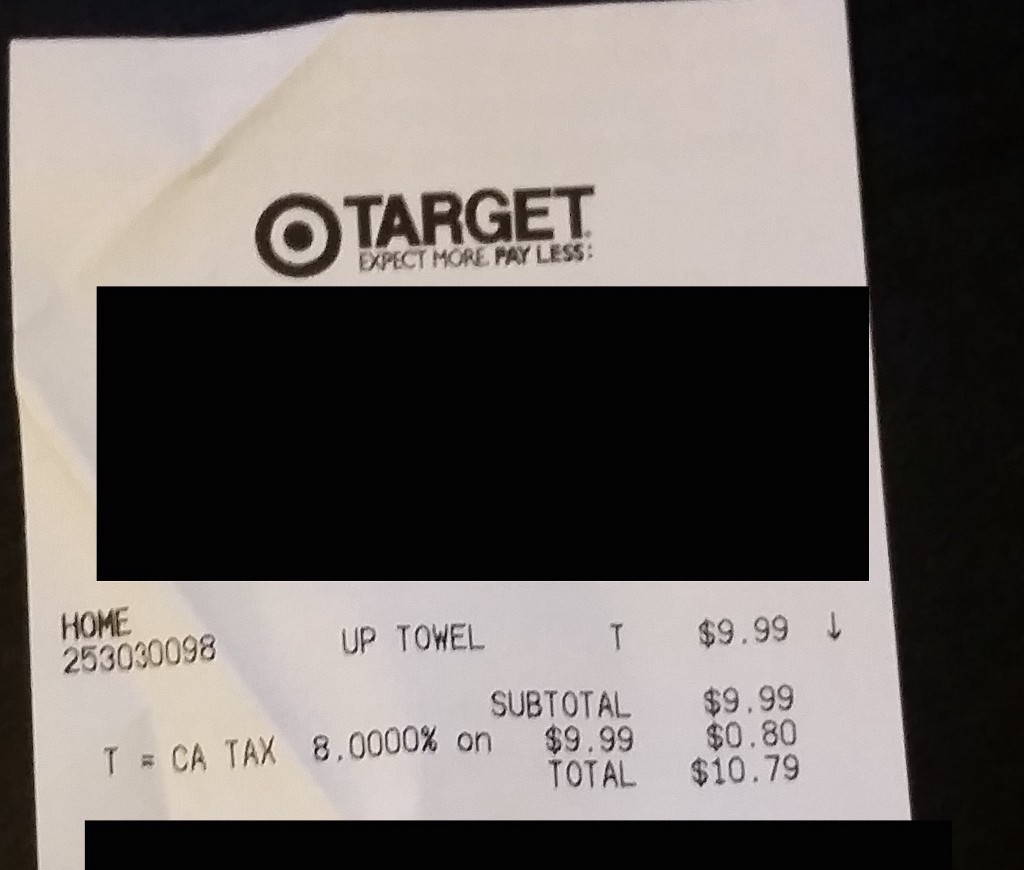 TARGET
EXPECT MORE. PAY LESS.
HOME
253030098 UP TOWEL T $9.99 ↓
SUBTOTAL $9.99
T = CA TAX 8.0000% on $9.99 $0.80
TOTAL $10.79